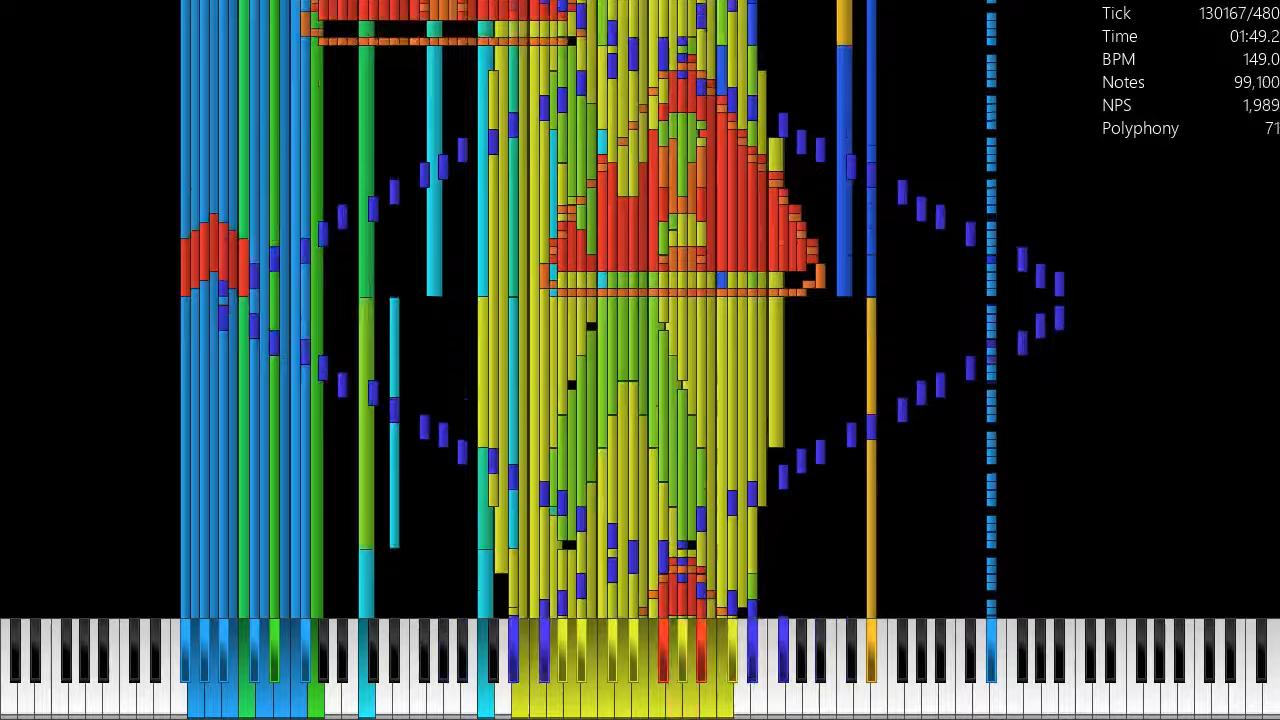 Tick 130167/480
Time 01:49.2
BPM 149.0
Notes 99,100
NPS 1,989
Polyphony 71